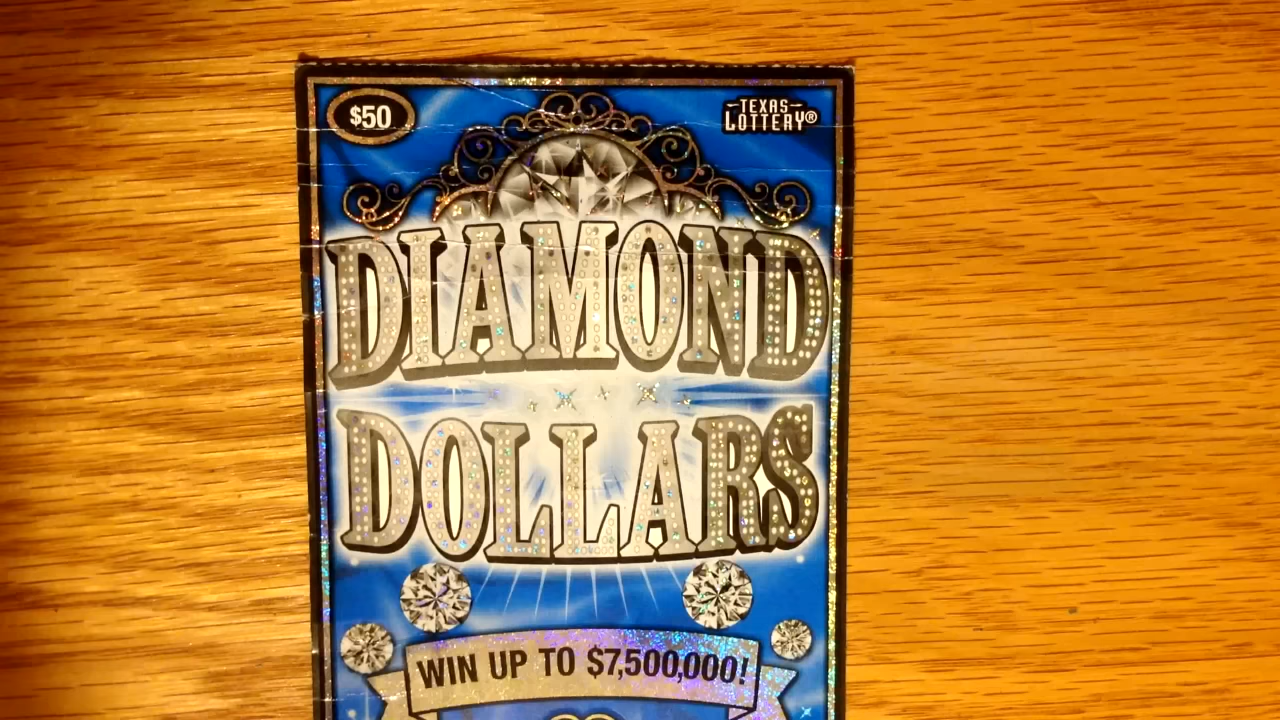 $50
TEXAS
LOTTERY®
DIAMOND
DOLLARS
WIN UP TO $7,500,000!